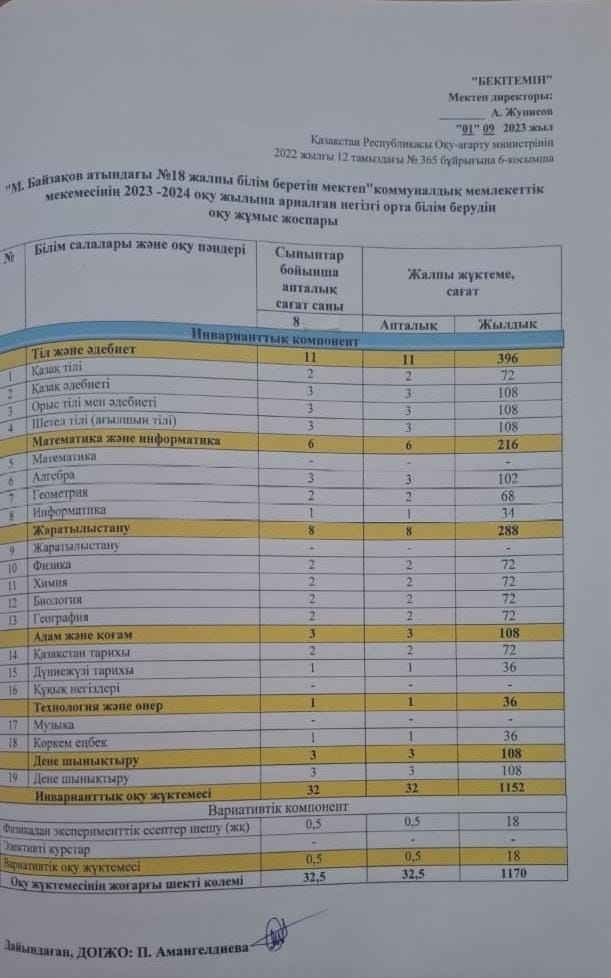 "БЕКІТЕМІН"
Мектеп директоры:
________ А. Жүнисов
"01" 09 2023 жыл
Қазақстан Республикасы Оқу-ағарту министрінің
2022 жылғы 12 тамыздағы № 365 бұйрығына 6-қосымша
"М. Байзақов атындағы №18 жалпы білім беретін мектеп" коммуналдық мемлекеттік
мекемесінің 2023 -2024 оқу жылына арналған негізгі орта білім берудің
оқу жұмыс жоспары
№ Білім салалары және оқу пәндері Сыныптар бойынша апталық сағат саны Жалпы жүктеме, сағат
8 Апталық Жылдық
Инварианттық компонент
Тіл және әдебиет 11 11 396
1 Қазақ тілі 2 2 72
2 Қазақ әдебиеті 3 3 108
3 Орыс тілі мен әдебиеті 3 3 108
4 Шетел тілі (ағылшын тілі) 3 3 108
Математика және информатика 6 6 216
5 Математика - - -
6 Алгебра 3 3 102
7 Геометрия 2 2 68
8 Информатика 1 1 34
Жаратылыстану 8 8 288
9 Жаратылыстану - - -
10 Физика 2 2 72
11 Химия 2 2 72
12 Биология 2 2 72
13 География 2 2 72
Адам және қоғам 3 3 108
14 Қазақстан тарихы 2 2 72
15 Дүниежүзі тарихы 1 1 36
16 Құқық негіздері - - -
Технология және өнер 1 1 36
17 Музыка - - -
18 Көркем еңбек 1 1 36
Дене шынықтыру 3 3 108
19 Дене шынықтыру 3 3 108
Инварианттық оқу жүктемесі 32 32 1152
Вариативтік компонент
Физикадан эксперименттік есептер шешу (жк) 0,5 0,5 18
Элективті курстар - - -
Вариативтік оқу жүктемесі 0,5 0,5 18
Оқу жүктемесінің жоғарғы шекті көлемі 32,5 32,5 1170
Дайындаған, ДОІЖО: П. Амангелдиева